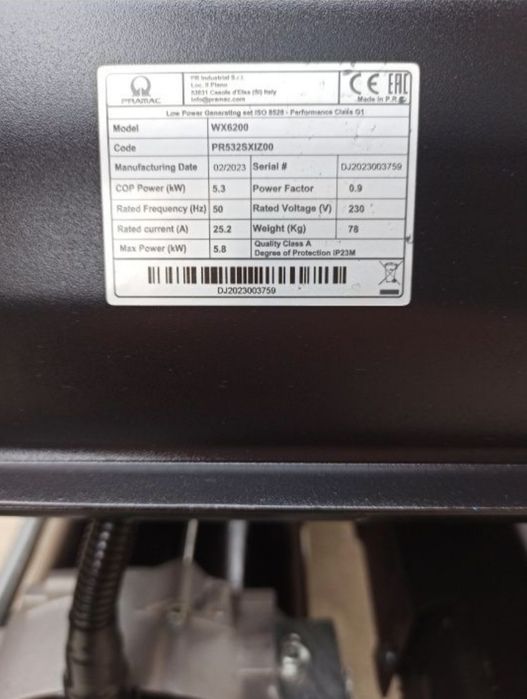 PRAMAC
PR Industrial S.r.l.
Loc. Il Piano
53031 Casole d'Elsa (SI) Italy
info@pramac.com
CE EAC
Made in P.R.C
Low Power Generating set ISO 8528 - Performance Class G1
Model WX6200
Code PR532SXIZ00
Manufacturing Date 02/2023 Serial # DJ2023003759
COP Power (kW) 5.3 Power Factor 0.9
Rated Frequency (Hz) 50 Rated Voltage (V) 230
Rated current (A) 25.2 Weight (Kg) 78
Max Power (kW) 5.8 Quality Class A
Degree of Protection IP23M
DJ2023003759